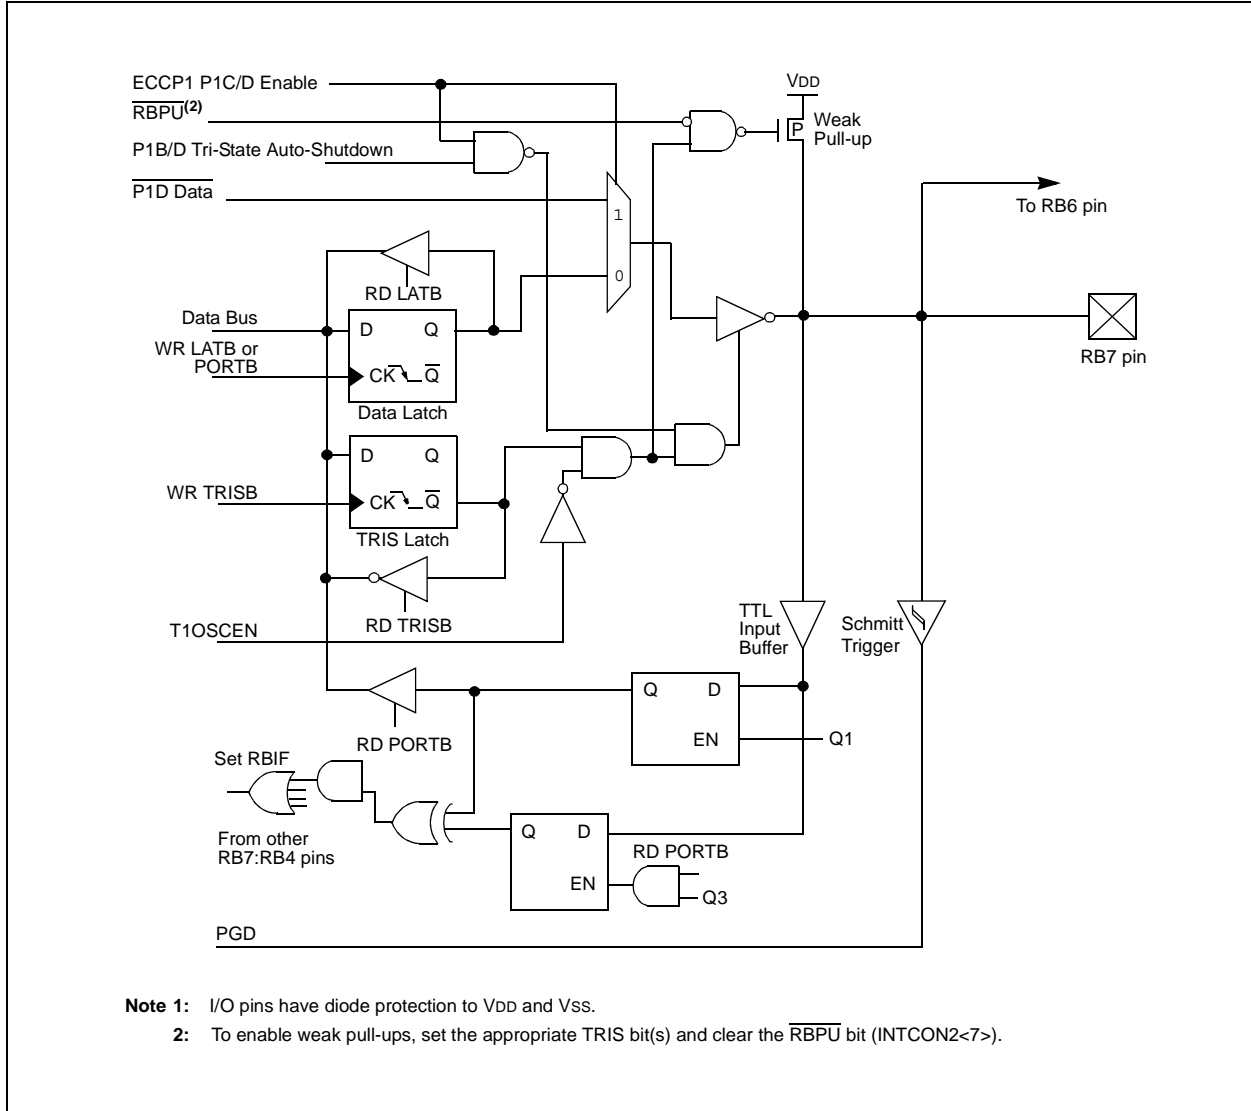 ECCP1 P1C/D Enable
RBPU(2)
P1B/D Tri-State Auto-Shutdown
P1D Data
VDD
P
Weak
Pull-up
To RB6 pin
1
0
RD LATB
Data Bus
WR LATB or
PORTB
D Q
CK Q
Data Latch
RB7 pin
D Q
CK Q
TRIS Latch
WR TRISB
RD TRISB
T1OSCEN
TTL
Input
Buffer
Schmitt
Trigger
Q D
EN
Q1
RD PORTB
Set RBIF
From other
RB7:RB4 pins
Q D
EN
RD PORTB
Q3
PGD
Note 1: I/O pins have diode protection to VDD and VSS.
2: To enable weak pull-ups, set the appropriate TRIS bit(s) and clear the RBPU bit (INTCON2<7>).